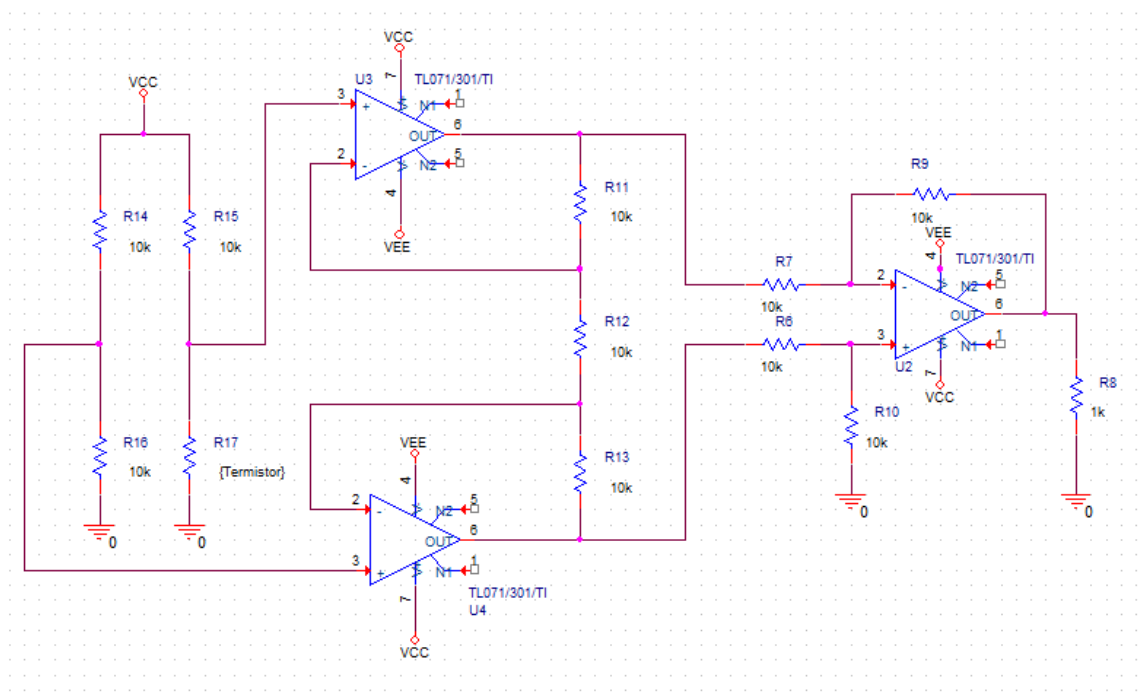 VCC
U3
TL071/301/TI
7
3
+
N1
1
OUT
6
2
-
N2
5
4
VEE
VCC
R14
10k
R15
10k
R11
10k
R12
10k
R13
10k
R16
10k
R17
{Termistor}
0
0
VEE
4
2
-
N2
5
OUT
6
3
+
N1
1
7
TL071/301/TI
U4
VCC
R7
10k
R6
10k
R9
10k
VEE
4
TL071/301/TI
2
-
N2
5
OUT
6
3
+
N1
1
U2
7
VCC
R10
10k
0
R8
1k
0